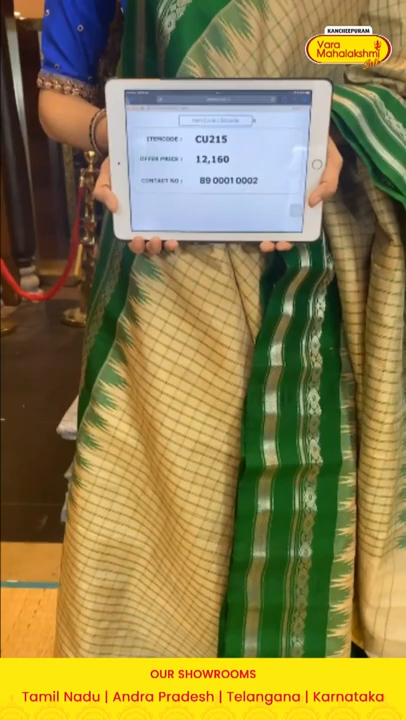 KANCHEEPURAM
Vara
Mahalakshmi
Silks
ITEMCODE : CU215
OFFER PRICE : 12,160
CONTACT NO : 89 0001 0002
OUR SHOWROOMS
Tamil Nadu | Andra Pradesh | Telangana | Karnataka